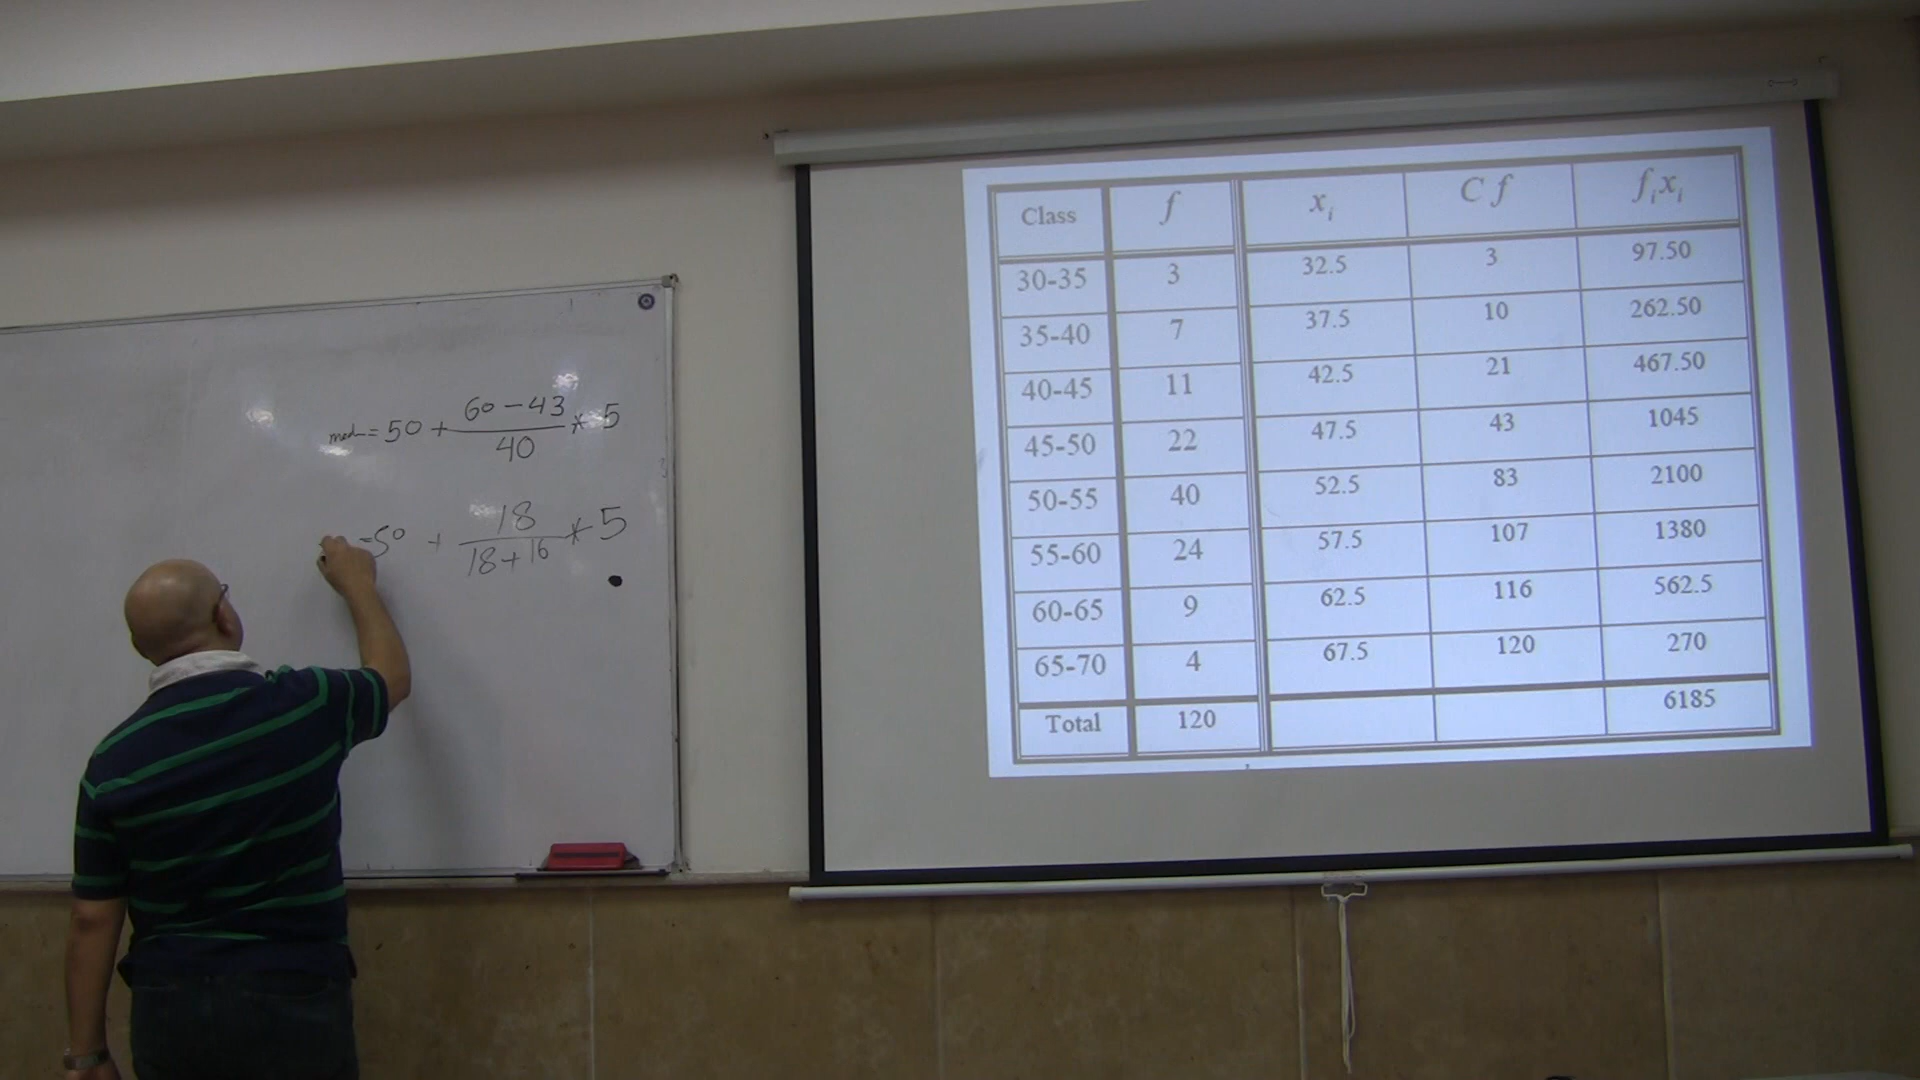 med = 50 + 60 - 43 / 40 * 5
= 50 + 18 / 18 + 16 * 5
Class f xᵢ C f fᵢxᵢ
30-35 3 32.5 3 97.50
35-40 7 37.5 10 262.50
40-45 11 42.5 21 467.50
45-50 22 47.5 43 1045
50-55 40 52.5 83 2100
55-60 24 57.5 107 1380
60-65 9 62.5 116 562.5
65-70 4 67.5 120 270
Total 120 6185